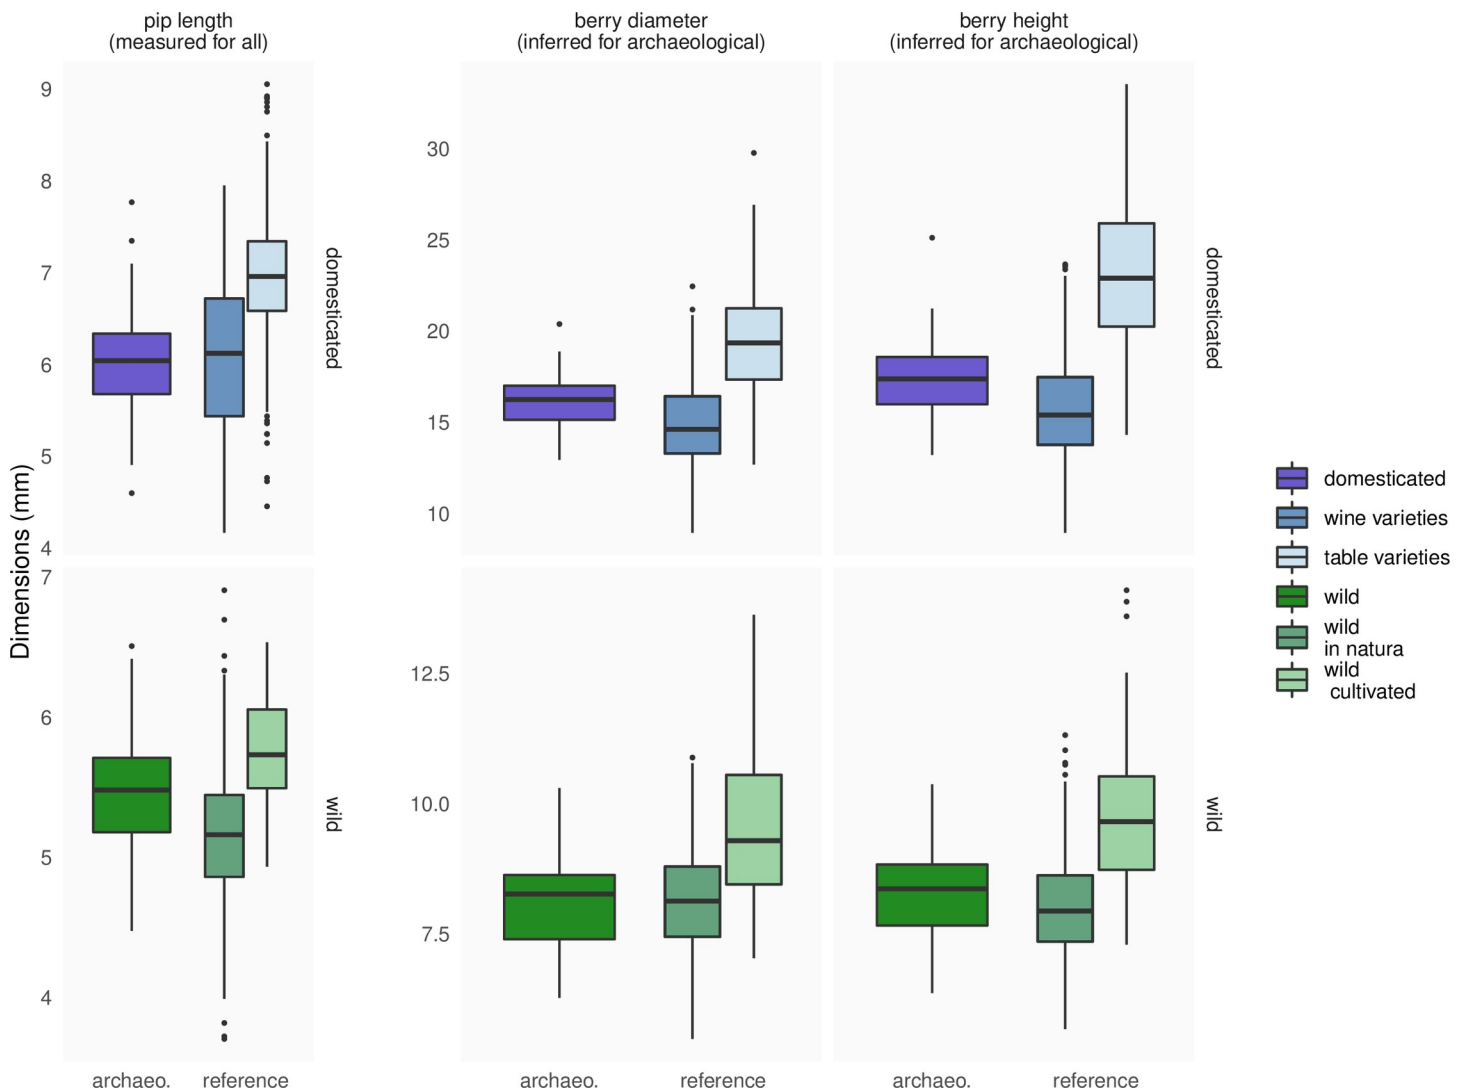 pip length
(measured for all)
berry diameter
(inferred for archaeological)
berry height
(inferred for archaeological)
Dimensions (mm)
9
8
7
6
5
4
domesticated
30
25
20
15
10
domesticated
7
6
5
4
wild
12.5
10.0
7.5
wild
archaeo.
reference
archaeo.
reference
archaeo.
reference
domesticated
wine varieties
table varieties
wild
wild
in natura
wild
cultivated